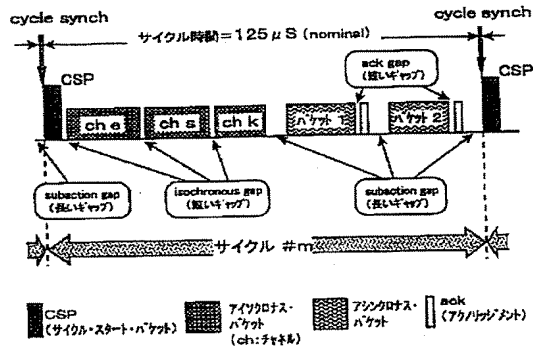 cycle synch
cycle synch
サイクル時間=125μS (nominal)
CSP
ack gap
(短いギャップ)
CSP
ch e
ch s
ch k
パケット 1
パケット 2
subaction gap
(長いギャップ)
isochronous gap
(短いギャップ)
subaction gap
(長いギャップ)
サイクル #m
CSP
(サイクル・スタート・パケット)
アイソクロナス・
パケット
(ch:チャネル)
アシンクロナス・
パケット
ack
(アクノリッジメント)